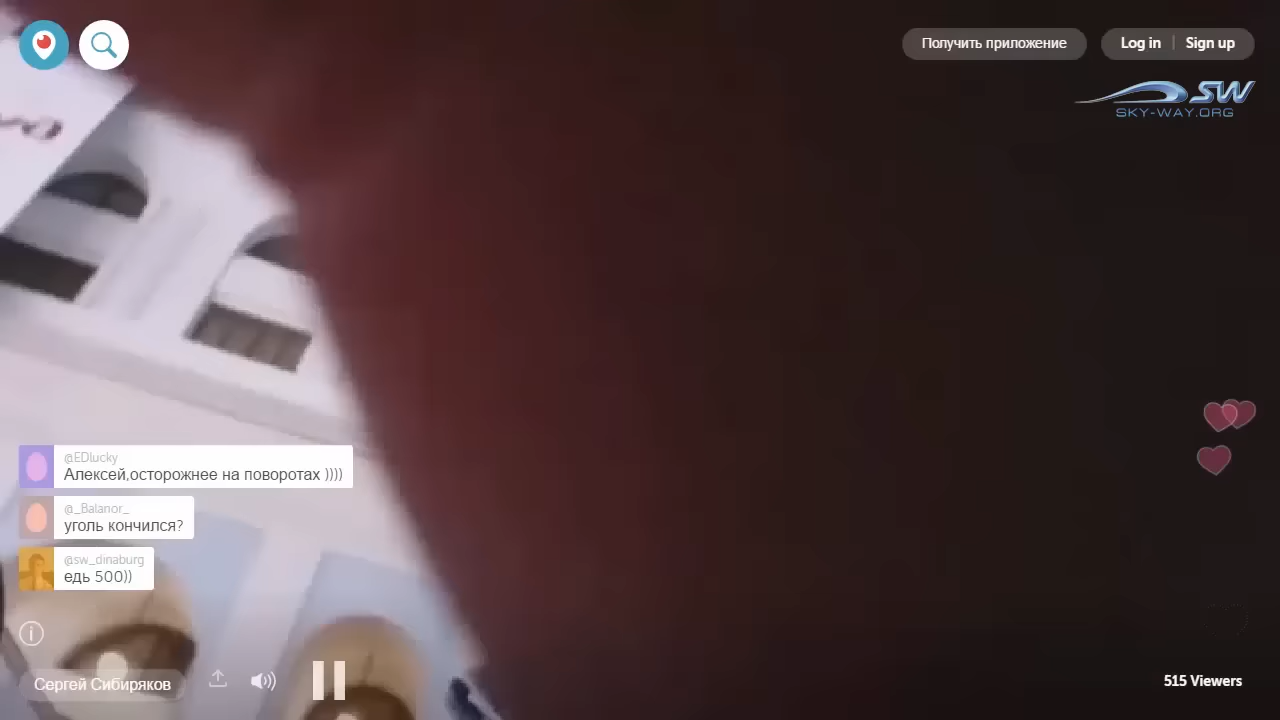 Получить приложение
Log in | Sign up
SW
SKY-WAY.ORG
@EDlucky
Алексей,осторожнее на поворотах ))))
@_Balanor_
уголь кончился?
@sw_dinaburg
едь 500))
Сергей Сибиряков
515 Viewers